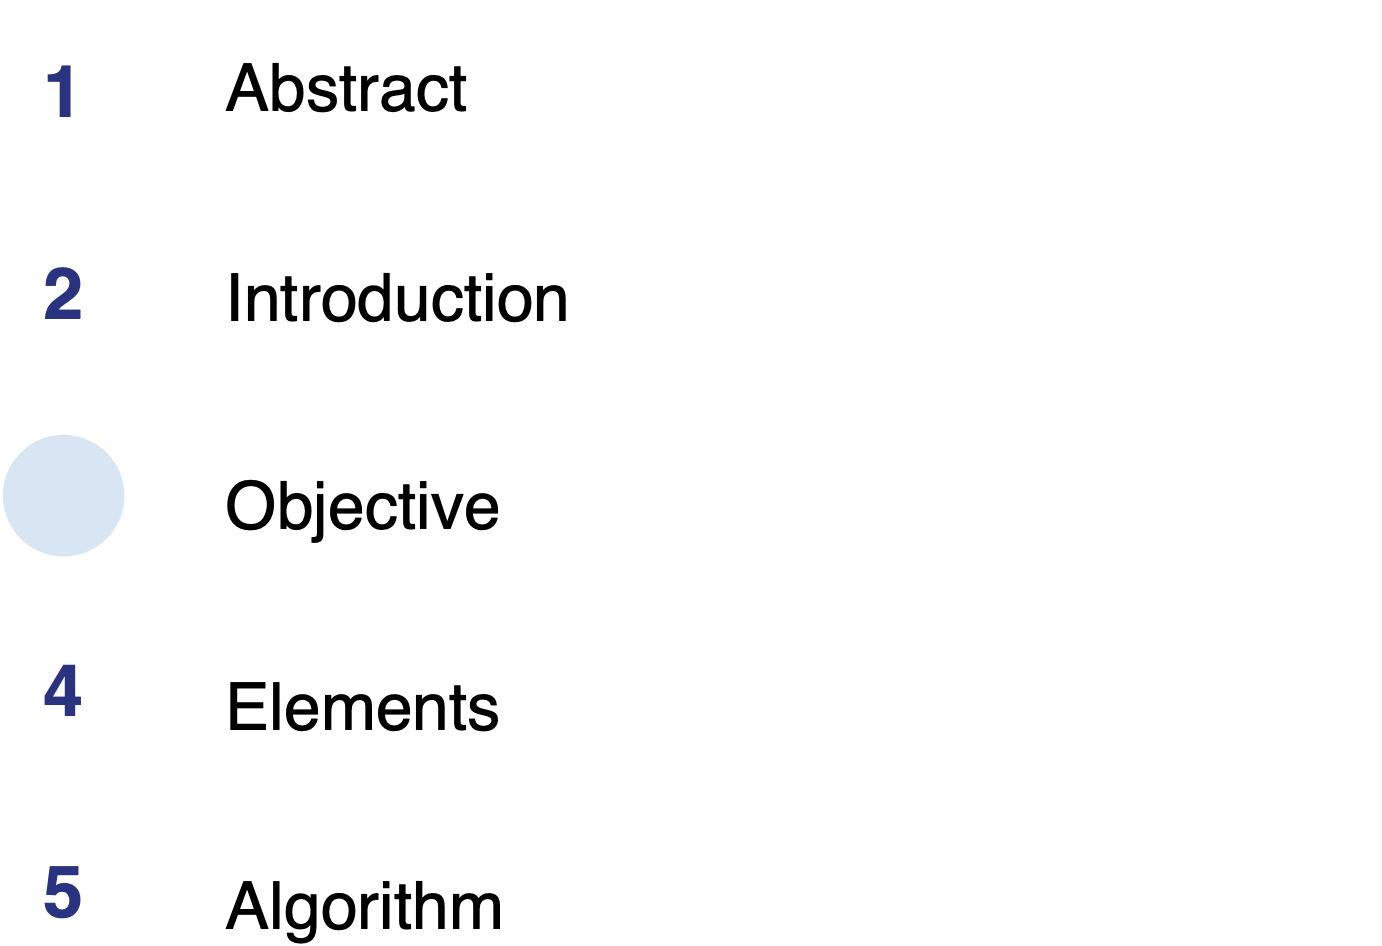 1 Abstract
2 Introduction
Objective
4 Elements
5 Algorithm